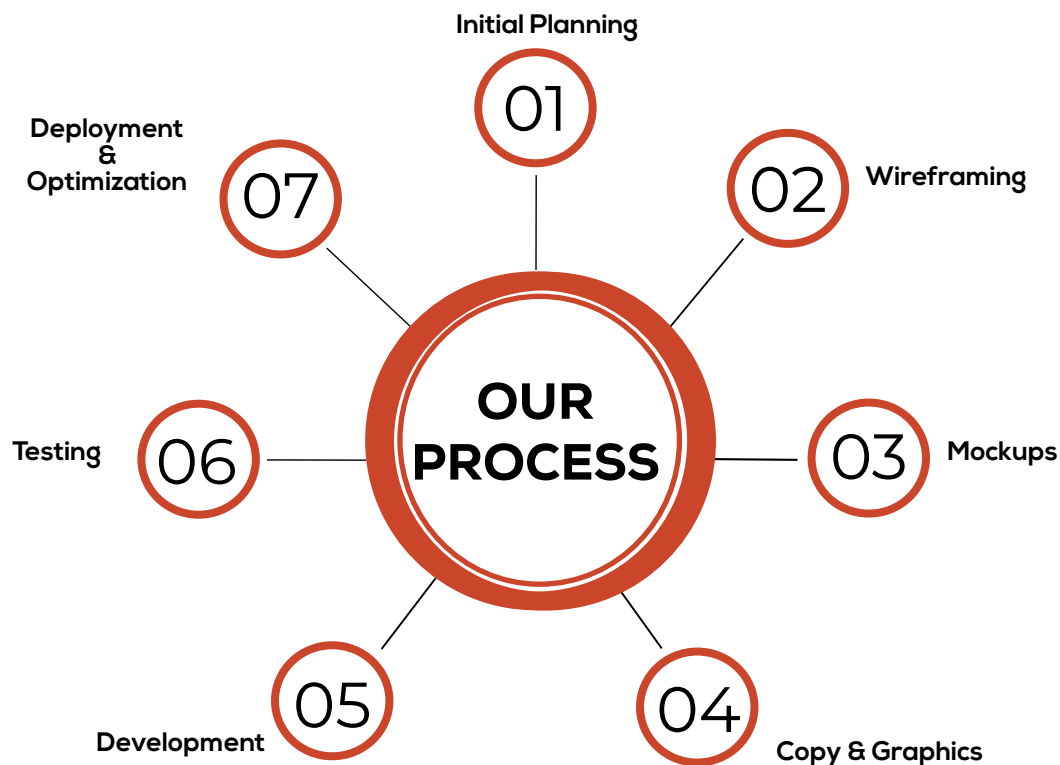 Initial Planning
01
02
Wireframing
03
Mockups
04
Copy & Graphics
05
Development
06
Testing
07
Deployment
&
Optimization
OUR
PROCESS